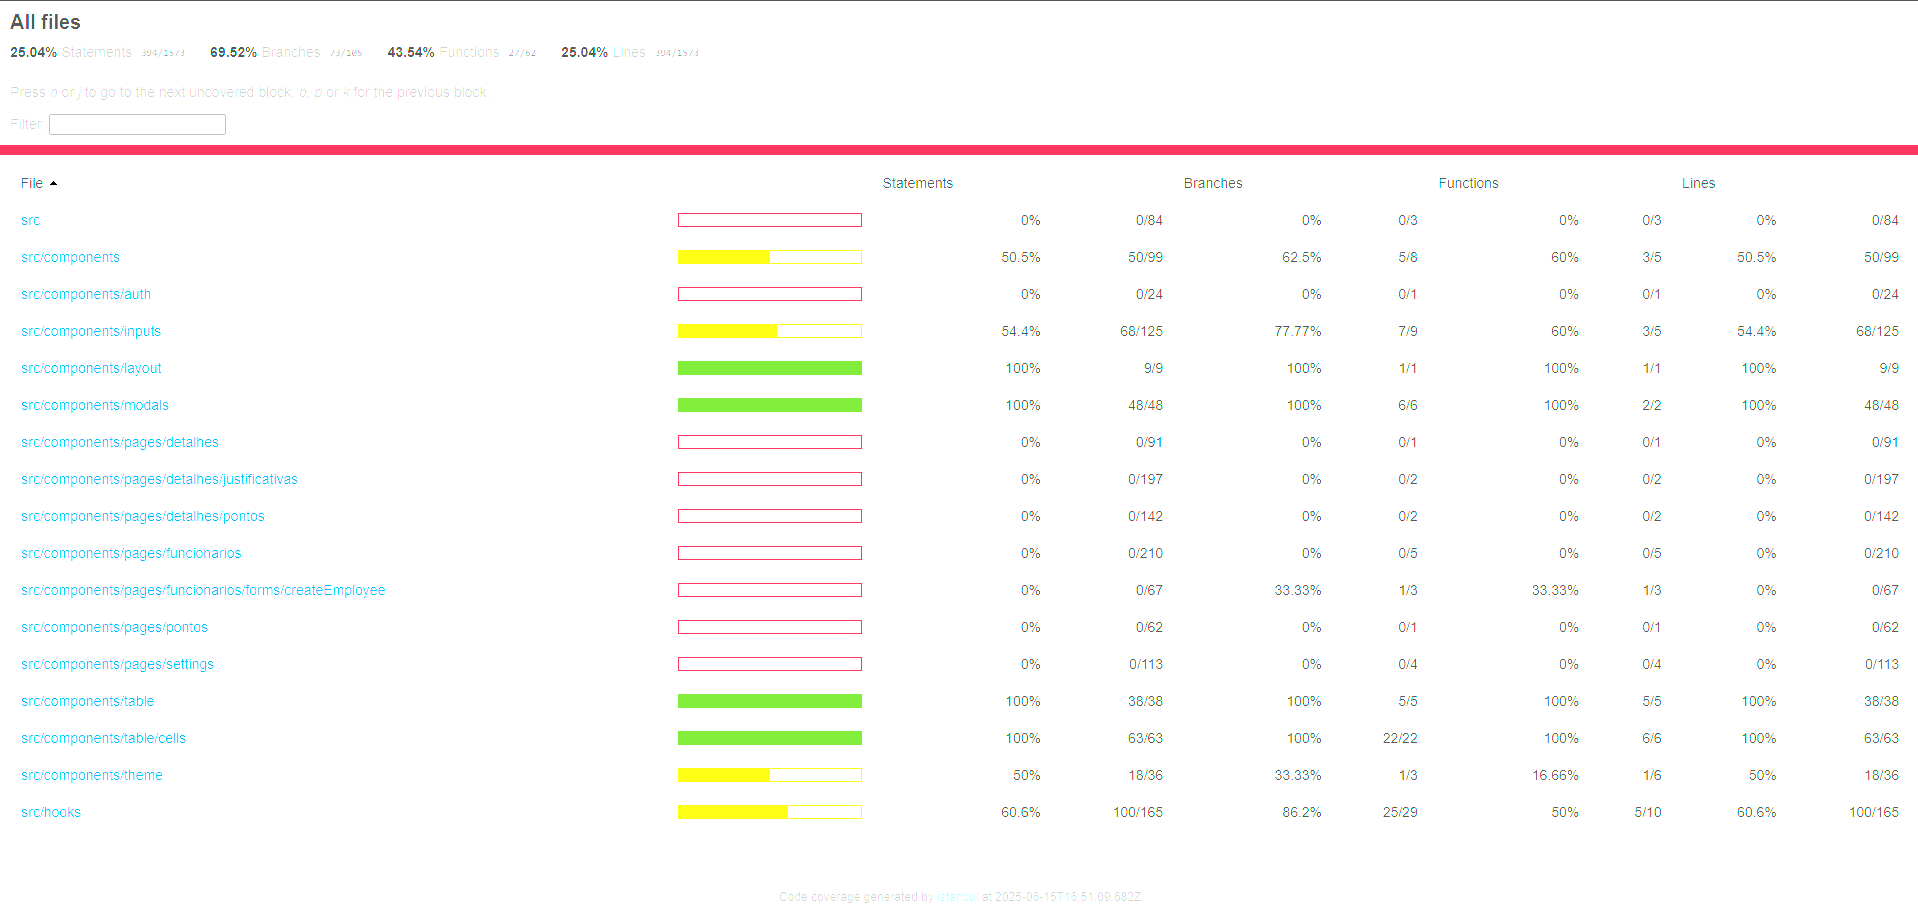 All files
25.04% Statements 394/1573 69.52% Branches 73/105 43.54% Functions 27/62 25.04% Lines 394/1573
Press n or j to go to the next uncovered block, b, p or k for the previous block.
Filter:
File Statements Branches Functions Lines
src 0% 0/84 0% 0/3 0% 0/3 0% 0/84
src/components 50.5% 50/99 62.5% 5/8 60% 3/5 50.5% 50/99
src/components/auth 0% 0/24 0% 0/1 0% 0/1 0% 0/24
src/components/inputs 54.4% 68/125 77.77% 7/9 60% 3/5 54.4% 68/125
src/components/layout 100% 9/9 100% 1/1 100% 1/1 100% 9/9
src/components/modals 100% 48/48 100% 6/6 100% 2/2 100% 48/48
src/components/pages/detalhes 0% 0/91 0% 0/1 0% 0/1 0% 0/91
src/components/pages/detalhes/justificativas 0% 0/197 0% 0/2 0% 0/2 0% 0/197
src/components/pages/detalhes/pontos 0% 0/142 0% 0/2 0% 0/2 0% 0/142
src/components/pages/funcionarios 0% 0/210 0% 0/5 0% 0/5 0% 0/210
src/components/pages/funcionarios/forms/createEmployee 0% 0/67 33.33% 1/3 33.33% 1/3 0% 0/67
src/components/pages/pontos 0% 0/62 0% 0/1 0% 0/1 0% 0/62
src/components/pages/settings 0% 0/113 0% 0/4 0% 0/4 0% 0/113
src/components/table 100% 38/38 100% 5/5 100% 5/5 100% 38/38
src/components/table/cells 100% 63/63 100% 22/22 100% 6/6 100% 63/63
src/components/theme 50% 18/36 33.33% 1/3 16.66% 1/6 50% 18/36
src/hooks 60.6% 100/165 86.2% 25/29 50% 5/10 60.6% 100/165
Code coverage generated by istanbul at 2025-06-15T16:51:09.682Z